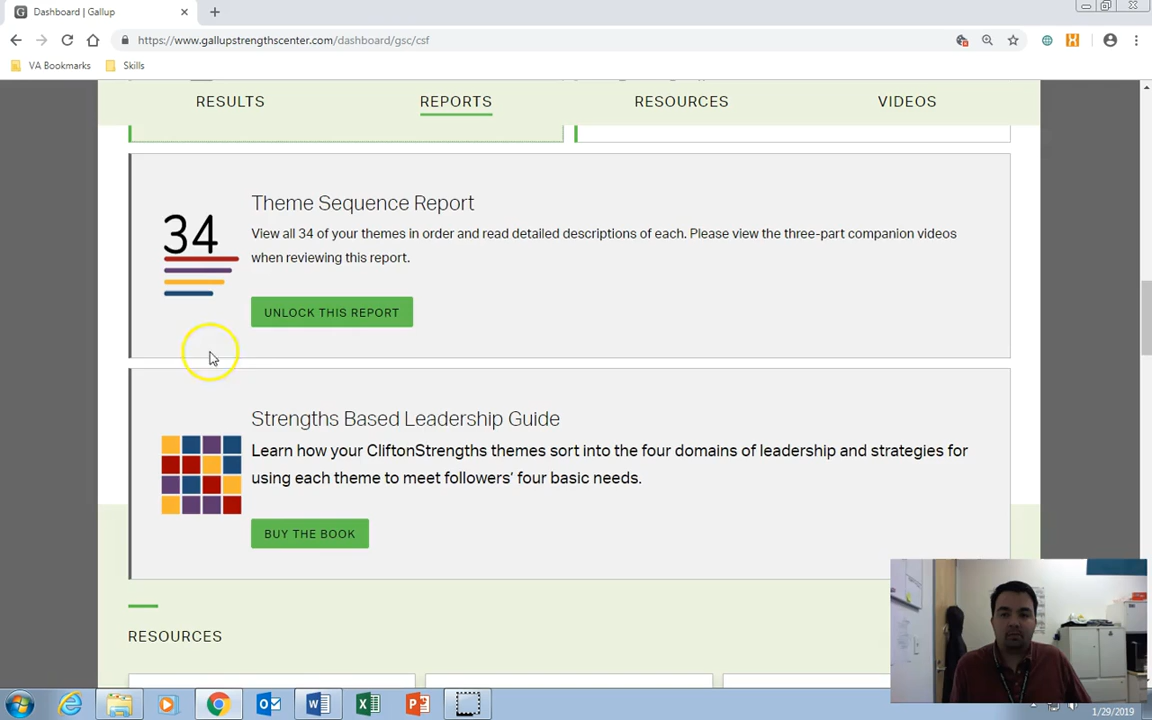 Dashboard | Gallup
https://www.gallupstrengthscenter.com/dashboard/gsc/csf
VA Bookmarks
Skills
RESULTS
REPORTS
RESOURCES
VIDEOS
34
Theme Sequence Report
View all 34 of your themes in order and read detailed descriptions of each. Please view the three-part companion videos
when reviewing this report.
UNLOCK THIS REPORT
Strengths Based Leadership Guide
Learn how your CliftonStrengths themes sort into the four domains of leadership and strategies for
using each theme to meet followers' four basic needs.
BUY THE BOOK
RESOURCES
1/29/2019